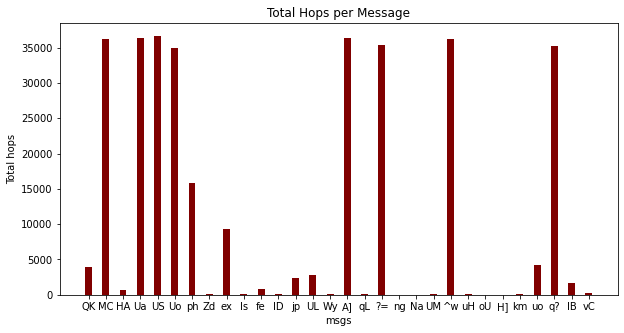 Total Hops per Message
Total hops
35000
30000
25000
20000
15000
10000
5000
0
QK MC HA Ua US Uo ph Zd ex ls fe ID jp UL Wy A] qL ?= ng Na UM ^w uH oU H] km uo q? IB vC
msgs